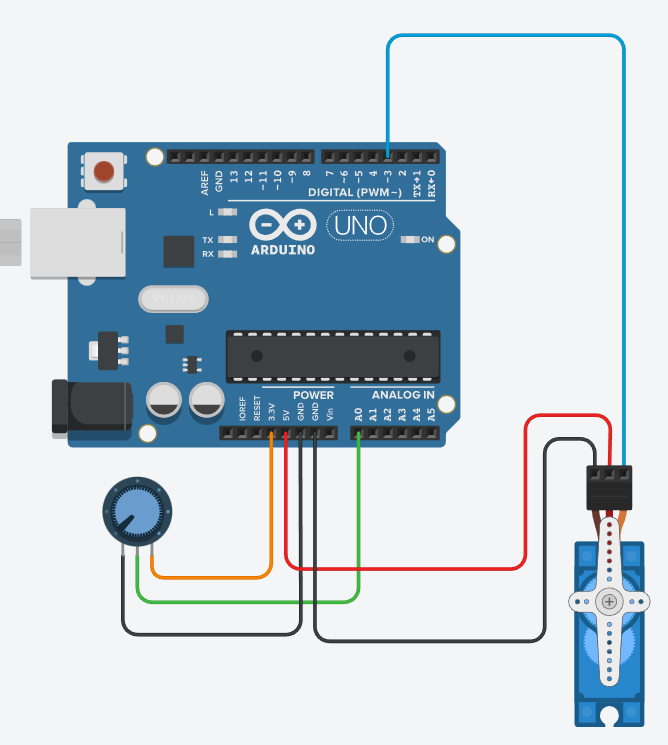 AREF
GND
13
12
~11
~10
~9
8
7
~6
~5
4
~3
2
TX→1
RX←0
DIGITAL (PWM~)
L
TX
RX
ARDUINO
UNO
ON
POWER
ANALOG IN
IOREF
RESET
3.3V
5V
GND
GND
Vin
A0
A1
A2
A3
A4
A5